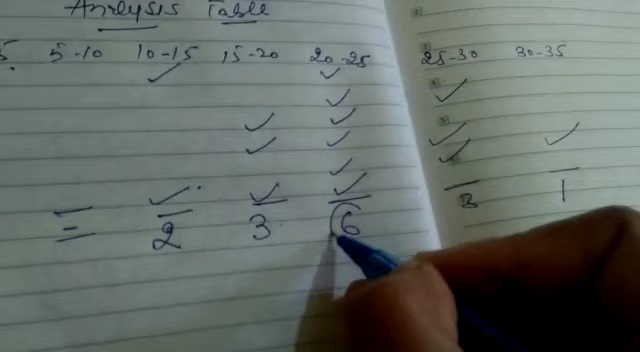 Analysis Table
5. 5-10 10-15 15-20 20-25 25-30 30-35
✓ ✓
✓ ✓
✓ ✓
✓ ✓ ✓ ✓
✓ ✓
✓ ✓ ✓
= 2 3 6 3 1